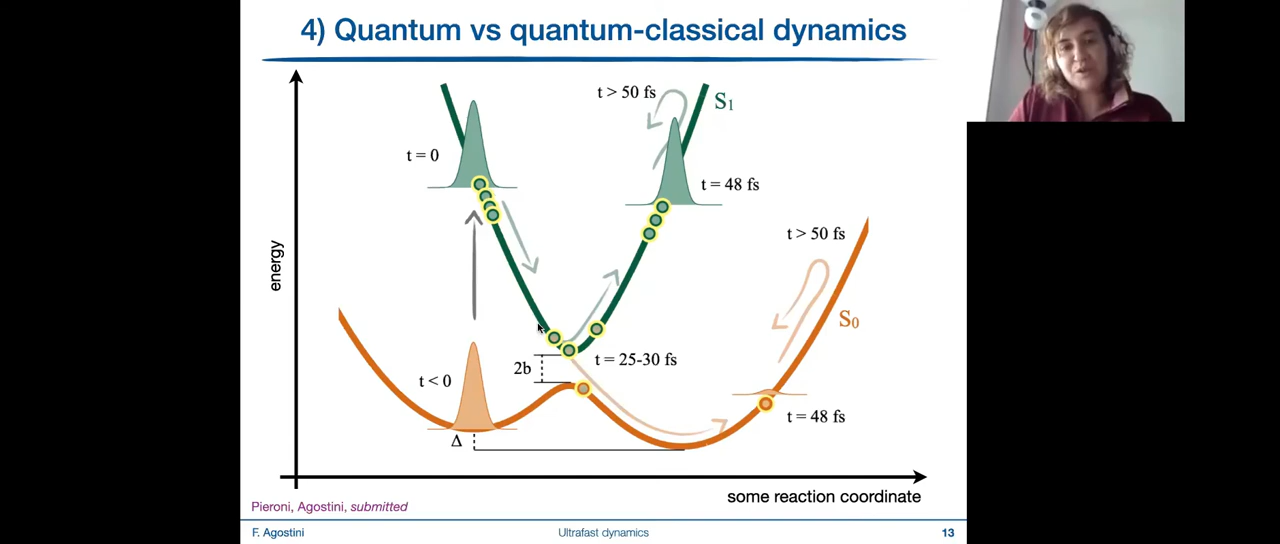 4) Quantum vs quantum-classical dynamics
t > 50 fs
S1
t = 0
t = 48 fs
t > 50 fs
energy
S0
t = 25-30 fs
2b
t < 0
t = 48 fs
Δ
some reaction coordinate
Pieroni, Agostini, submitted
F. Agostini
Ultrafast dynamics
13